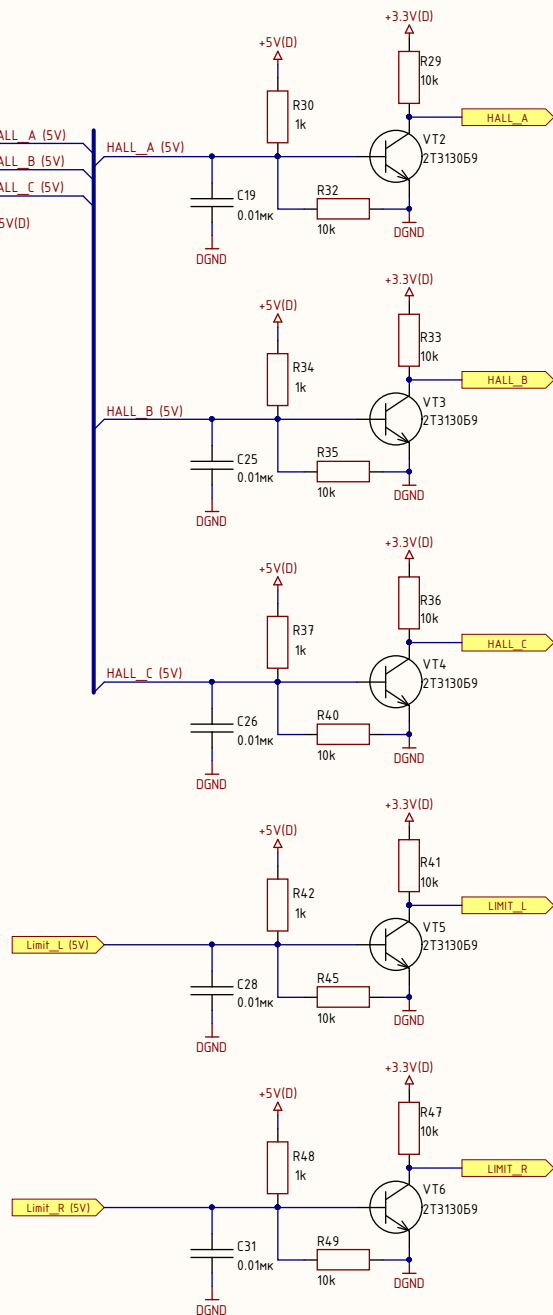 +3.3V(D)
+5V(D)
R29
10k
R30
1k
HALL_A
ALL_A (5V)
HALL_A (5V)
VT2
2Т3130Б9
ALL_B (5V)
HALL_C (5V)
C19
0.01мк
R32
10k
5V(D)
DGND
DGND
+3.3V(D)
+5V(D)
R33
10k
R34
1k
HALL_B
VT3
2Т3130Б9
HALL_B (5V)
C25
0.01мк
R35
10k
DGND
DGND
+3.3V(D)
+5V(D)
R36
10k
R37
1k
HALL_C
VT4
2Т3130Б9
HALL_C (5V)
C26
0.01мк
R40
10k
DGND
DGND
+3.3V(D)
+5V(D)
R41
10k
R42
1k
LIMIT_L
VT5
2Т3130Б9
Limit_L (5V)
C28
0.01мк
R45
10k
DGND
DGND
+3.3V(D)
+5V(D)
R47
10k
R48
1k
LIMIT_R
VT6
2Т3130Б9
Limit_R (5V)
C31
0.01мк
R49
10k
DGND
DGND